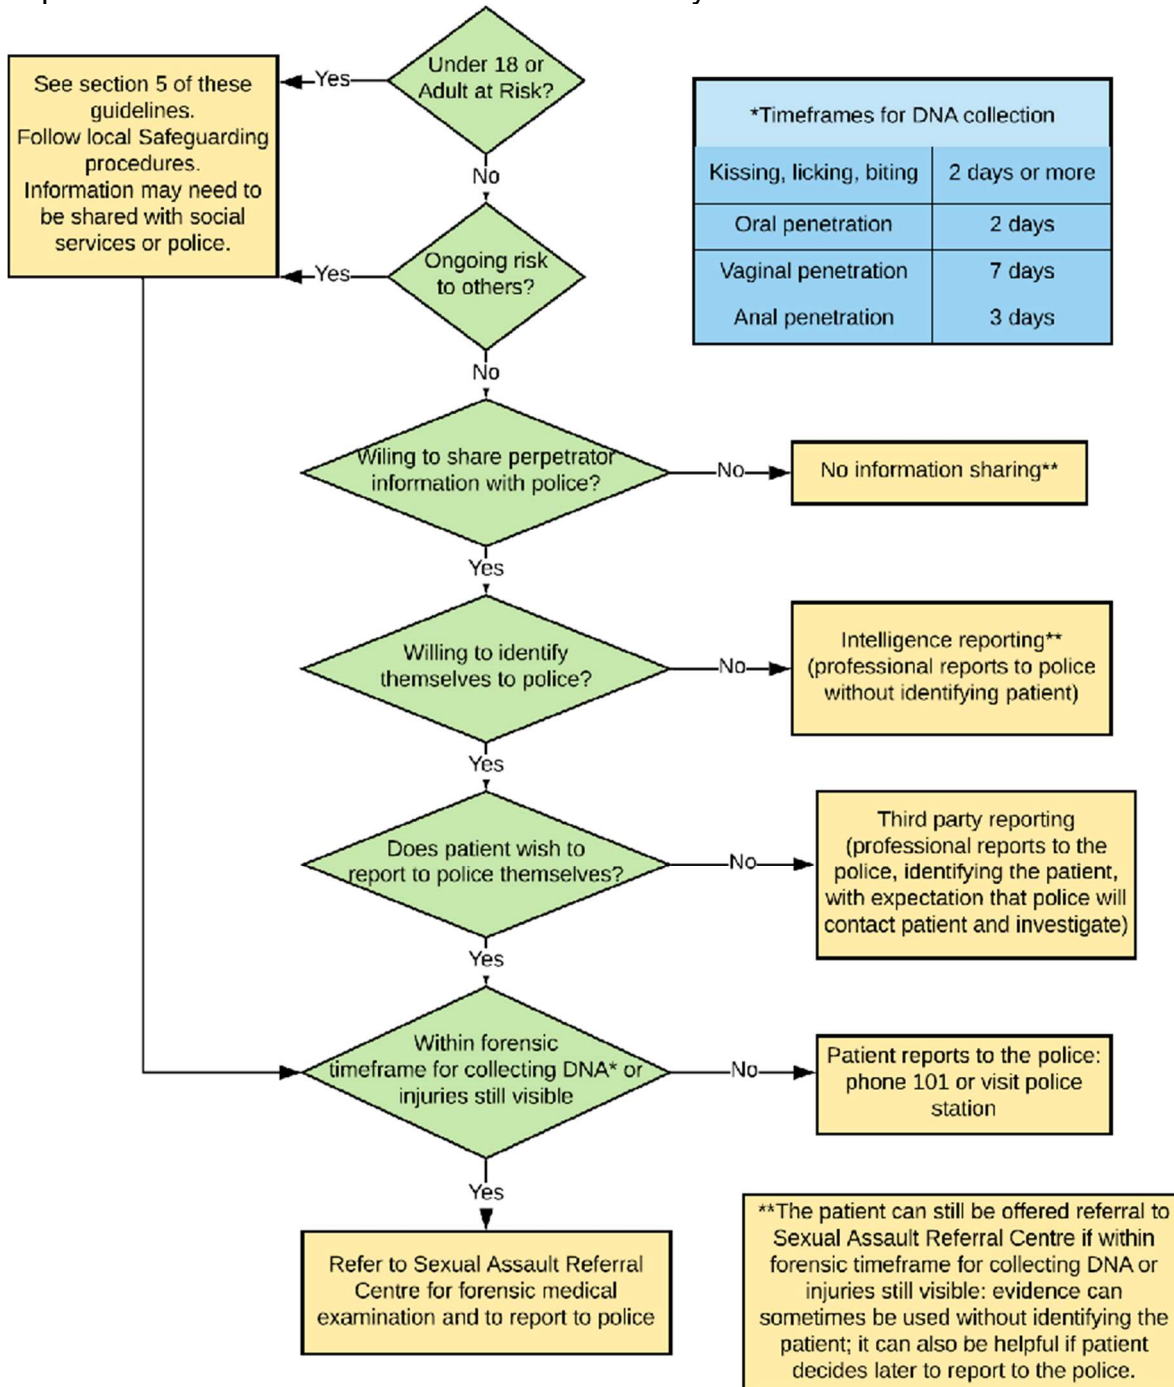 Under 18 or
Adult at Risk?
Yes
See section 5 of these
guidelines.
Follow local Safeguarding
procedures.
Information may need to
be shared with social
services or police.
*Timeframes for DNA collection
Kissing, licking, biting 2 days or more
Oral penetration 2 days
Vaginal penetration 7 days
Anal penetration 3 days
No
Ongoing risk
to others?
Yes
No
Wiling to share perpetrator
information with police?
No
No information sharing**
Yes
Willing to identify
themselves to police?
No
Intelligence reporting**
(professional reports to police
without identifying patient)
Yes
Does patient wish to
report to police themselves?
No
Third party reporting
(professional reports to the
police, identifying the patient,
with expectation that police will
contact patient and investigate)
Yes
Within forensic
timeframe for collecting DNA* or
injuries still visible
No
Patient reports to the police:
phone 101 or visit police
station
Yes
Refer to Sexual Assault Referral
Centre for forensic medical
examination and to report to
police
**The patient can still be offered referral to
Sexual Assault Referral Centre if within
forensic timeframe for collecting DNA or
injuries still visible: evidence can
sometimes be used without identifying the
patient; it can also be helpful if patient
decides later to report to the police.